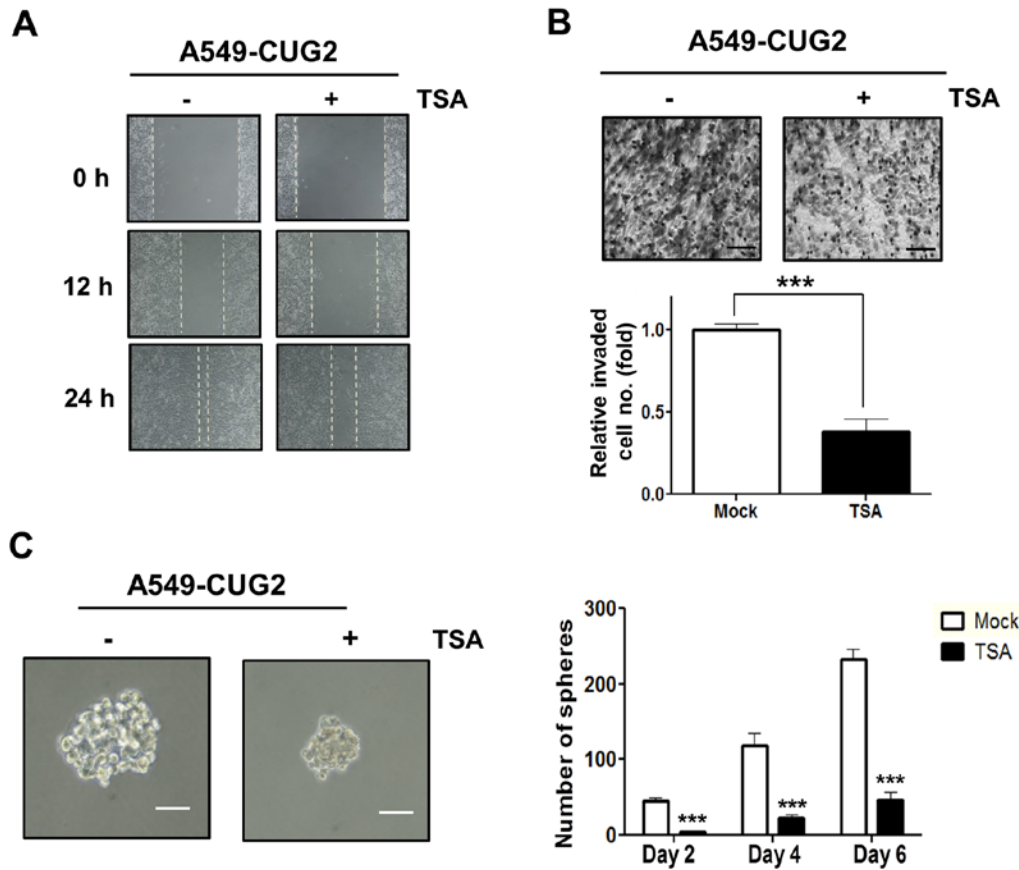 A
A549-CUG2
- + TSA
0 h
12 h
24 h
B
A549-CUG2
- + TSA
***
Relative invaded
cell no. (fold)
1.0
0.5
0.0
Mock TSA
C
A549-CUG2
- + TSA
Number of spheres
300
200
100
0
***
***
***
Day 2 Day 4 Day 6
Mock
TSA